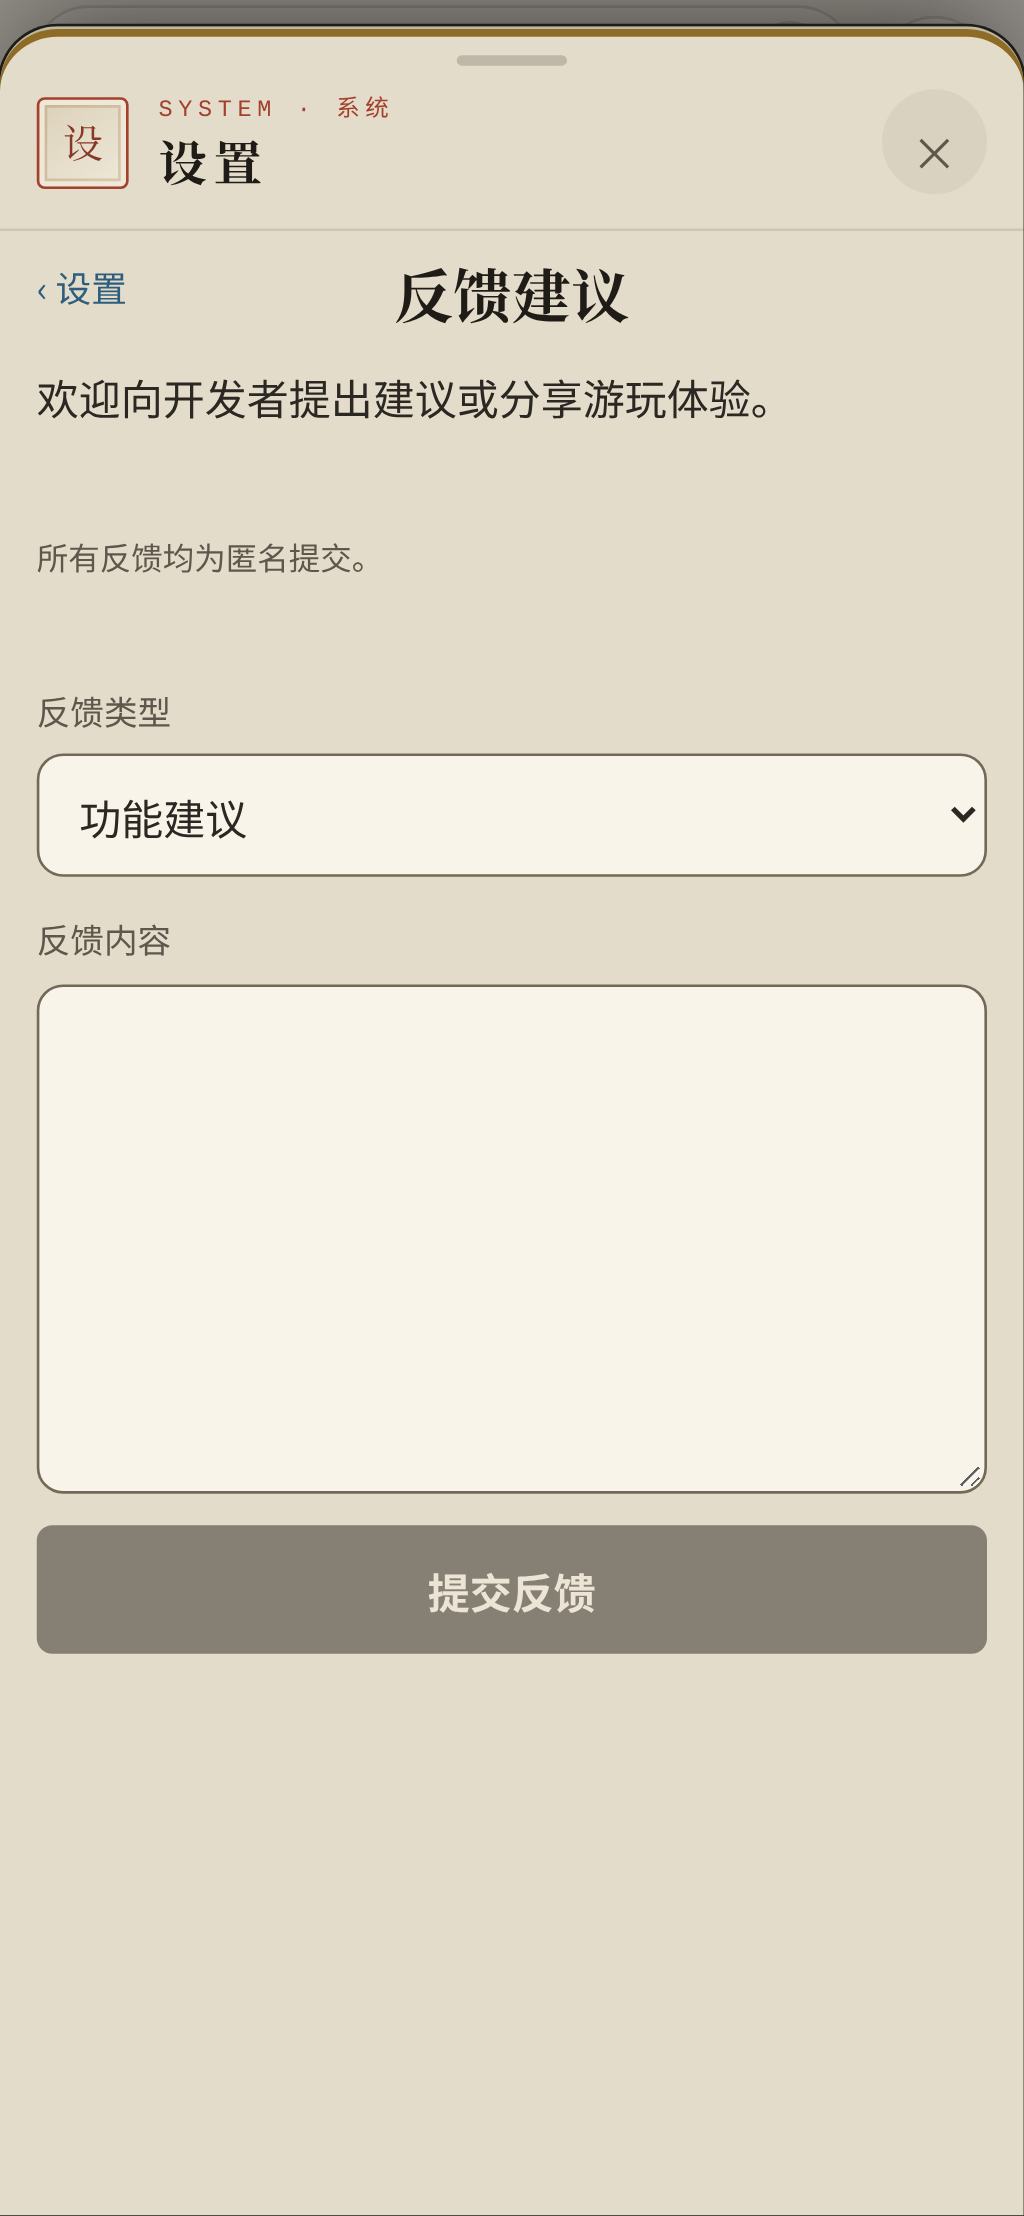 设
SYSTEM · 系统
设置
‹ 设置
反馈建议
欢迎向开发者提出建议或分享游玩体验。
所有反馈均为匿名提交。
反馈类型
功能建议
反馈内容
提交反馈